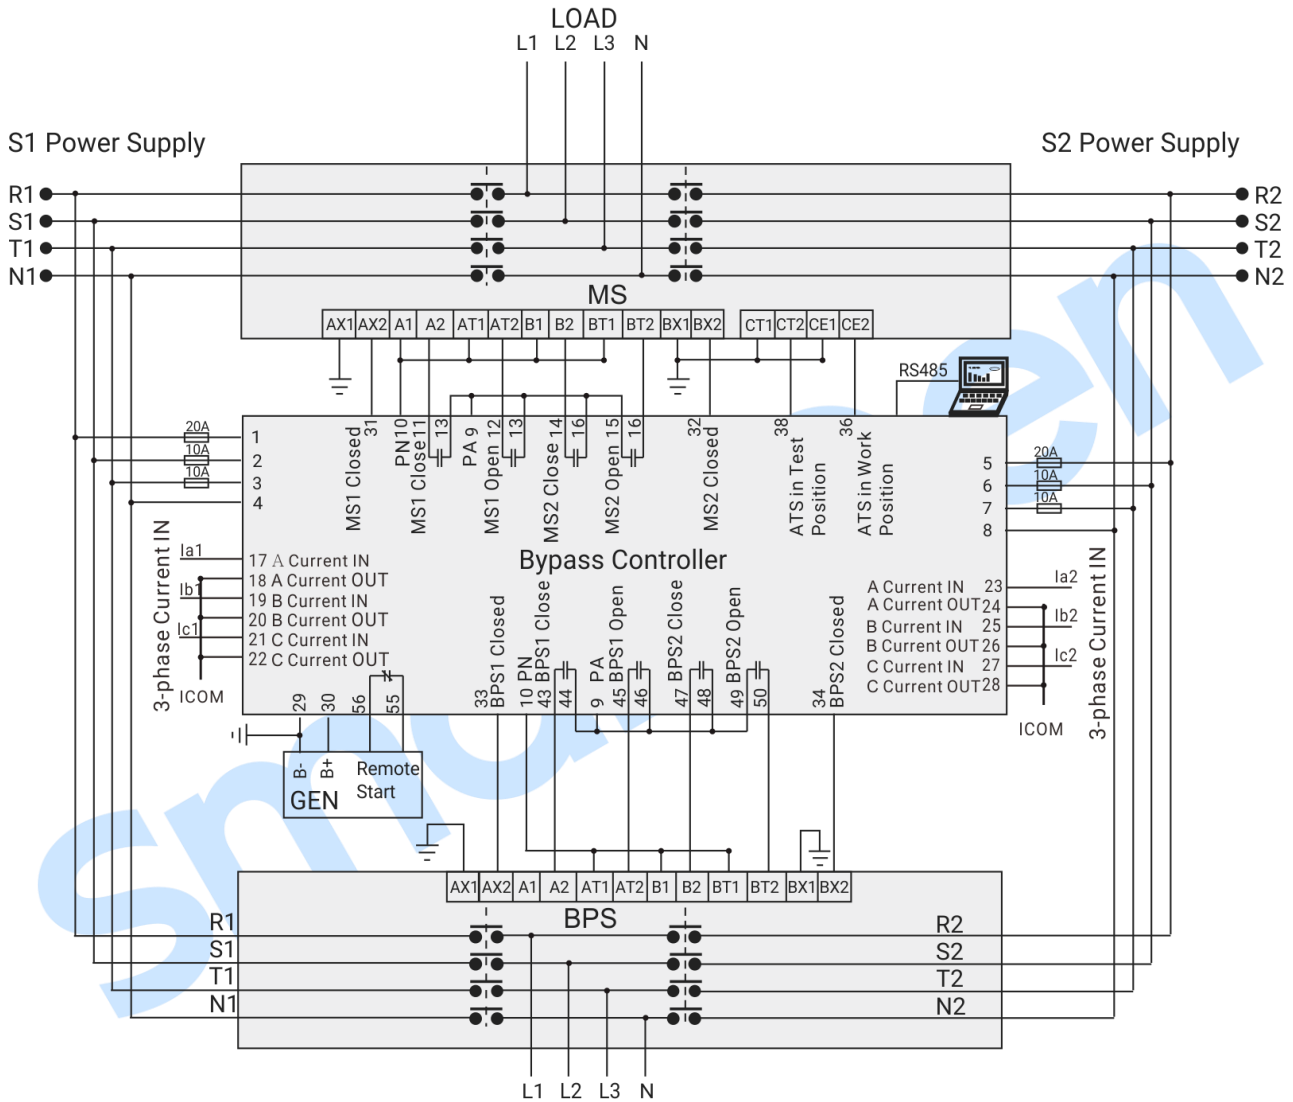 LOAD
L1 L2 L3 N
S1 Power Supply
S2 Power Supply
R1
S1
T1
N1
R2
S2
T2
N2
MS
AX1 AX2 A1 A2 AT1 AT2 B1 B2 BT1 BT2 BX1 BX2 CT1 CT2 CE1 CE2
RS485
20A
10A
10A
1
2
3
4
31
MS1 Closed
PN 10
MS1 Close 11
13
PA 9
MS1 Open 12
13
MS2 Close 14
16
MS2 Open 15
16
32
MS2 Closed
38
ATS in Test
Position
36
ATS in Work
Position
5
6
7
8
20A
10A
10A
Bypass Controller
3-phase Current IN
Ia1
Ib1
Ic1
ICOM
17 A Current IN
18 A Current OUT
19 B Current IN
20 B Current OUT
21 C Current IN
22 C Current OUT
A Current IN 23
A Current OUT 24
B Current IN 25
B Current OUT 26
C Current IN 27
C Current OUT 28
Ia2
Ib2
Ic2
ICOM
3-phase Current IN
29
30
56
55
33
BPS1 Closed
10 PN
43 BPS1 Close
44
9 PA
45 BPS1 Open
46
47 BPS2 Close
48
49 BPS2 Open
50
34
BPS2 Closed
B-
B+
Remote
Start
GEN
AX1 AX2 A1 A2 AT1 AT2 B1 B2 BT1 BT2 BX1 BX2
BPS
R1
S1
T1
N1
R2
S2
T2
N2
L1 L2 L3 N